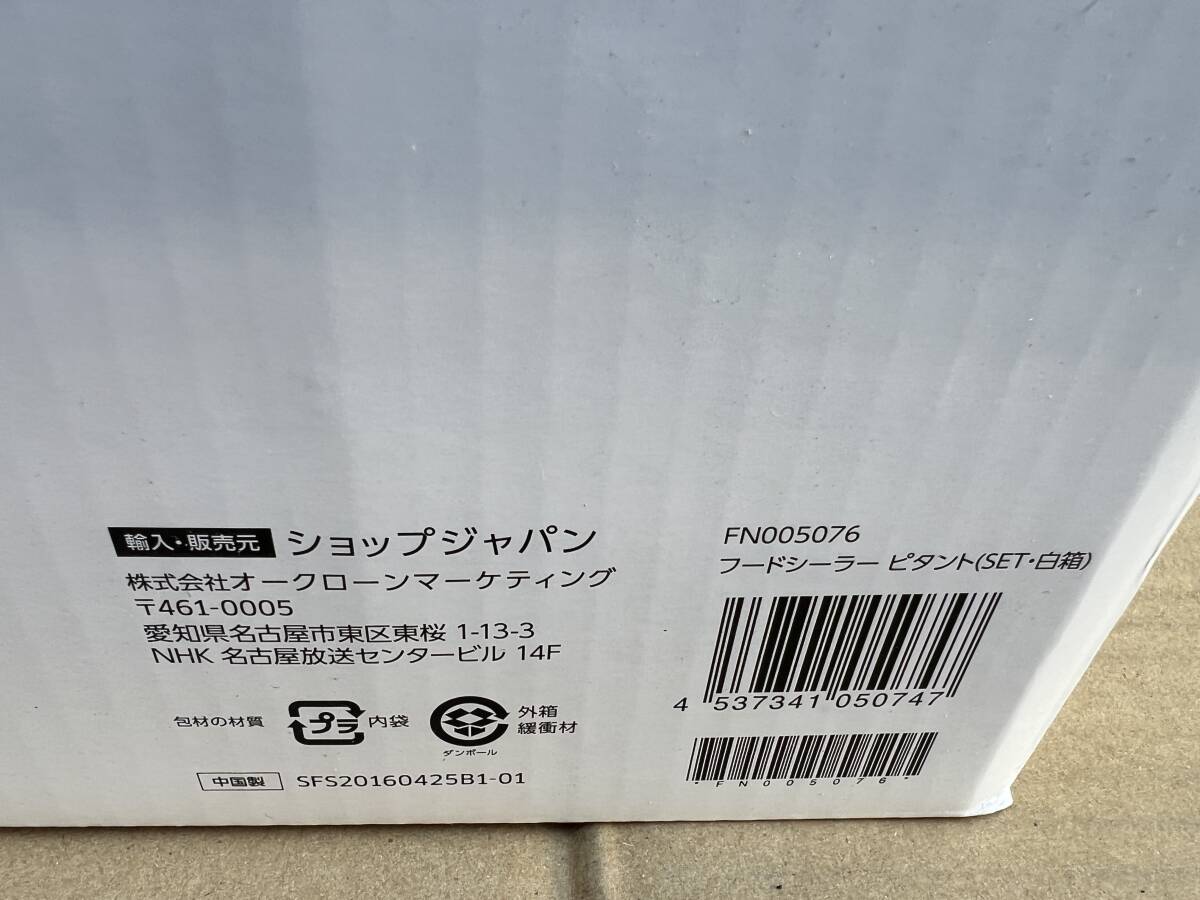 輸入・販売元 ショップジャパン
株式会社オークローンマーケティング
〒461-0005
愛知県名古屋市東区東桜 1-13-3
NHK 名古屋放送センタービル 14F
包材の材質 プラ 内袋
ダンボール
外箱
緩衝材
中国製 SFS20160425B1-01
FN005076
フードシーラー ピタント(SET・白箱)
4 537341 050747
*FN005076*